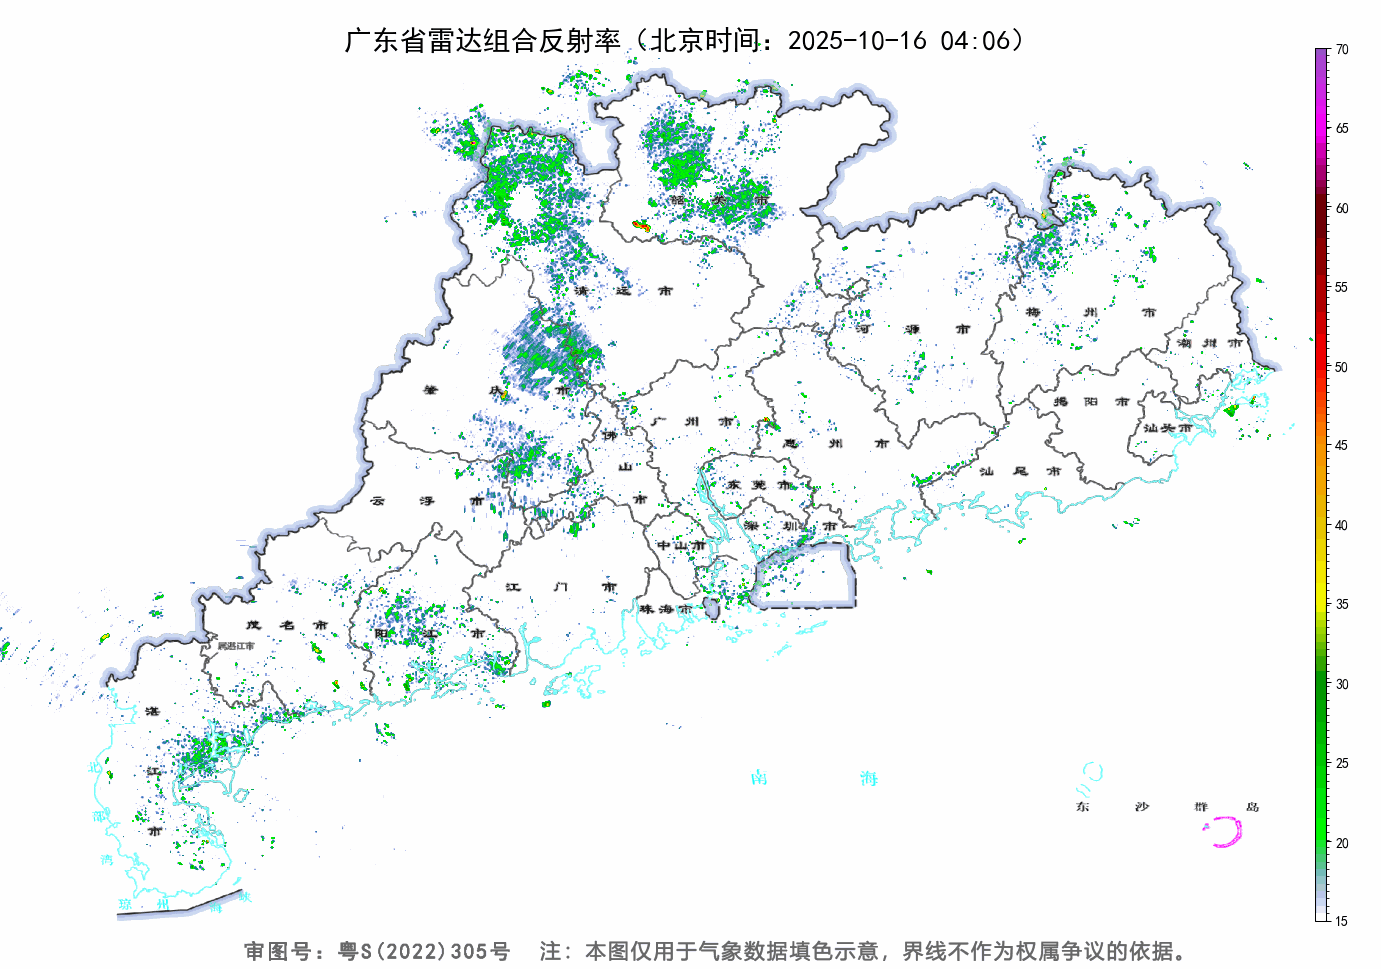 广东省雷达组合反射率（北京时间：2025-10-16 04:06）
70
65
60
55
50
45
40
35
30
25
20
15
韶 关 市
清 远 市
河 源 市
梅 州 市
潮 州 市
肇 庆 市
广 州 市
惠 州 市
揭 阳 市
汕头市
佛 山 市
云 浮 市
东 莞 市
汕 尾 市
深 圳 市
中山市
江 门 市
珠海市
茂 名 市
阳 江 市
属湛江市
湛 江 市
北 部 湾
南 海
东 沙 群 岛
琼 州 海 峡
审图号：粤S(2022)305号 注：本图仅用于气象数据填色示意，界线不作为权属争议的依据。